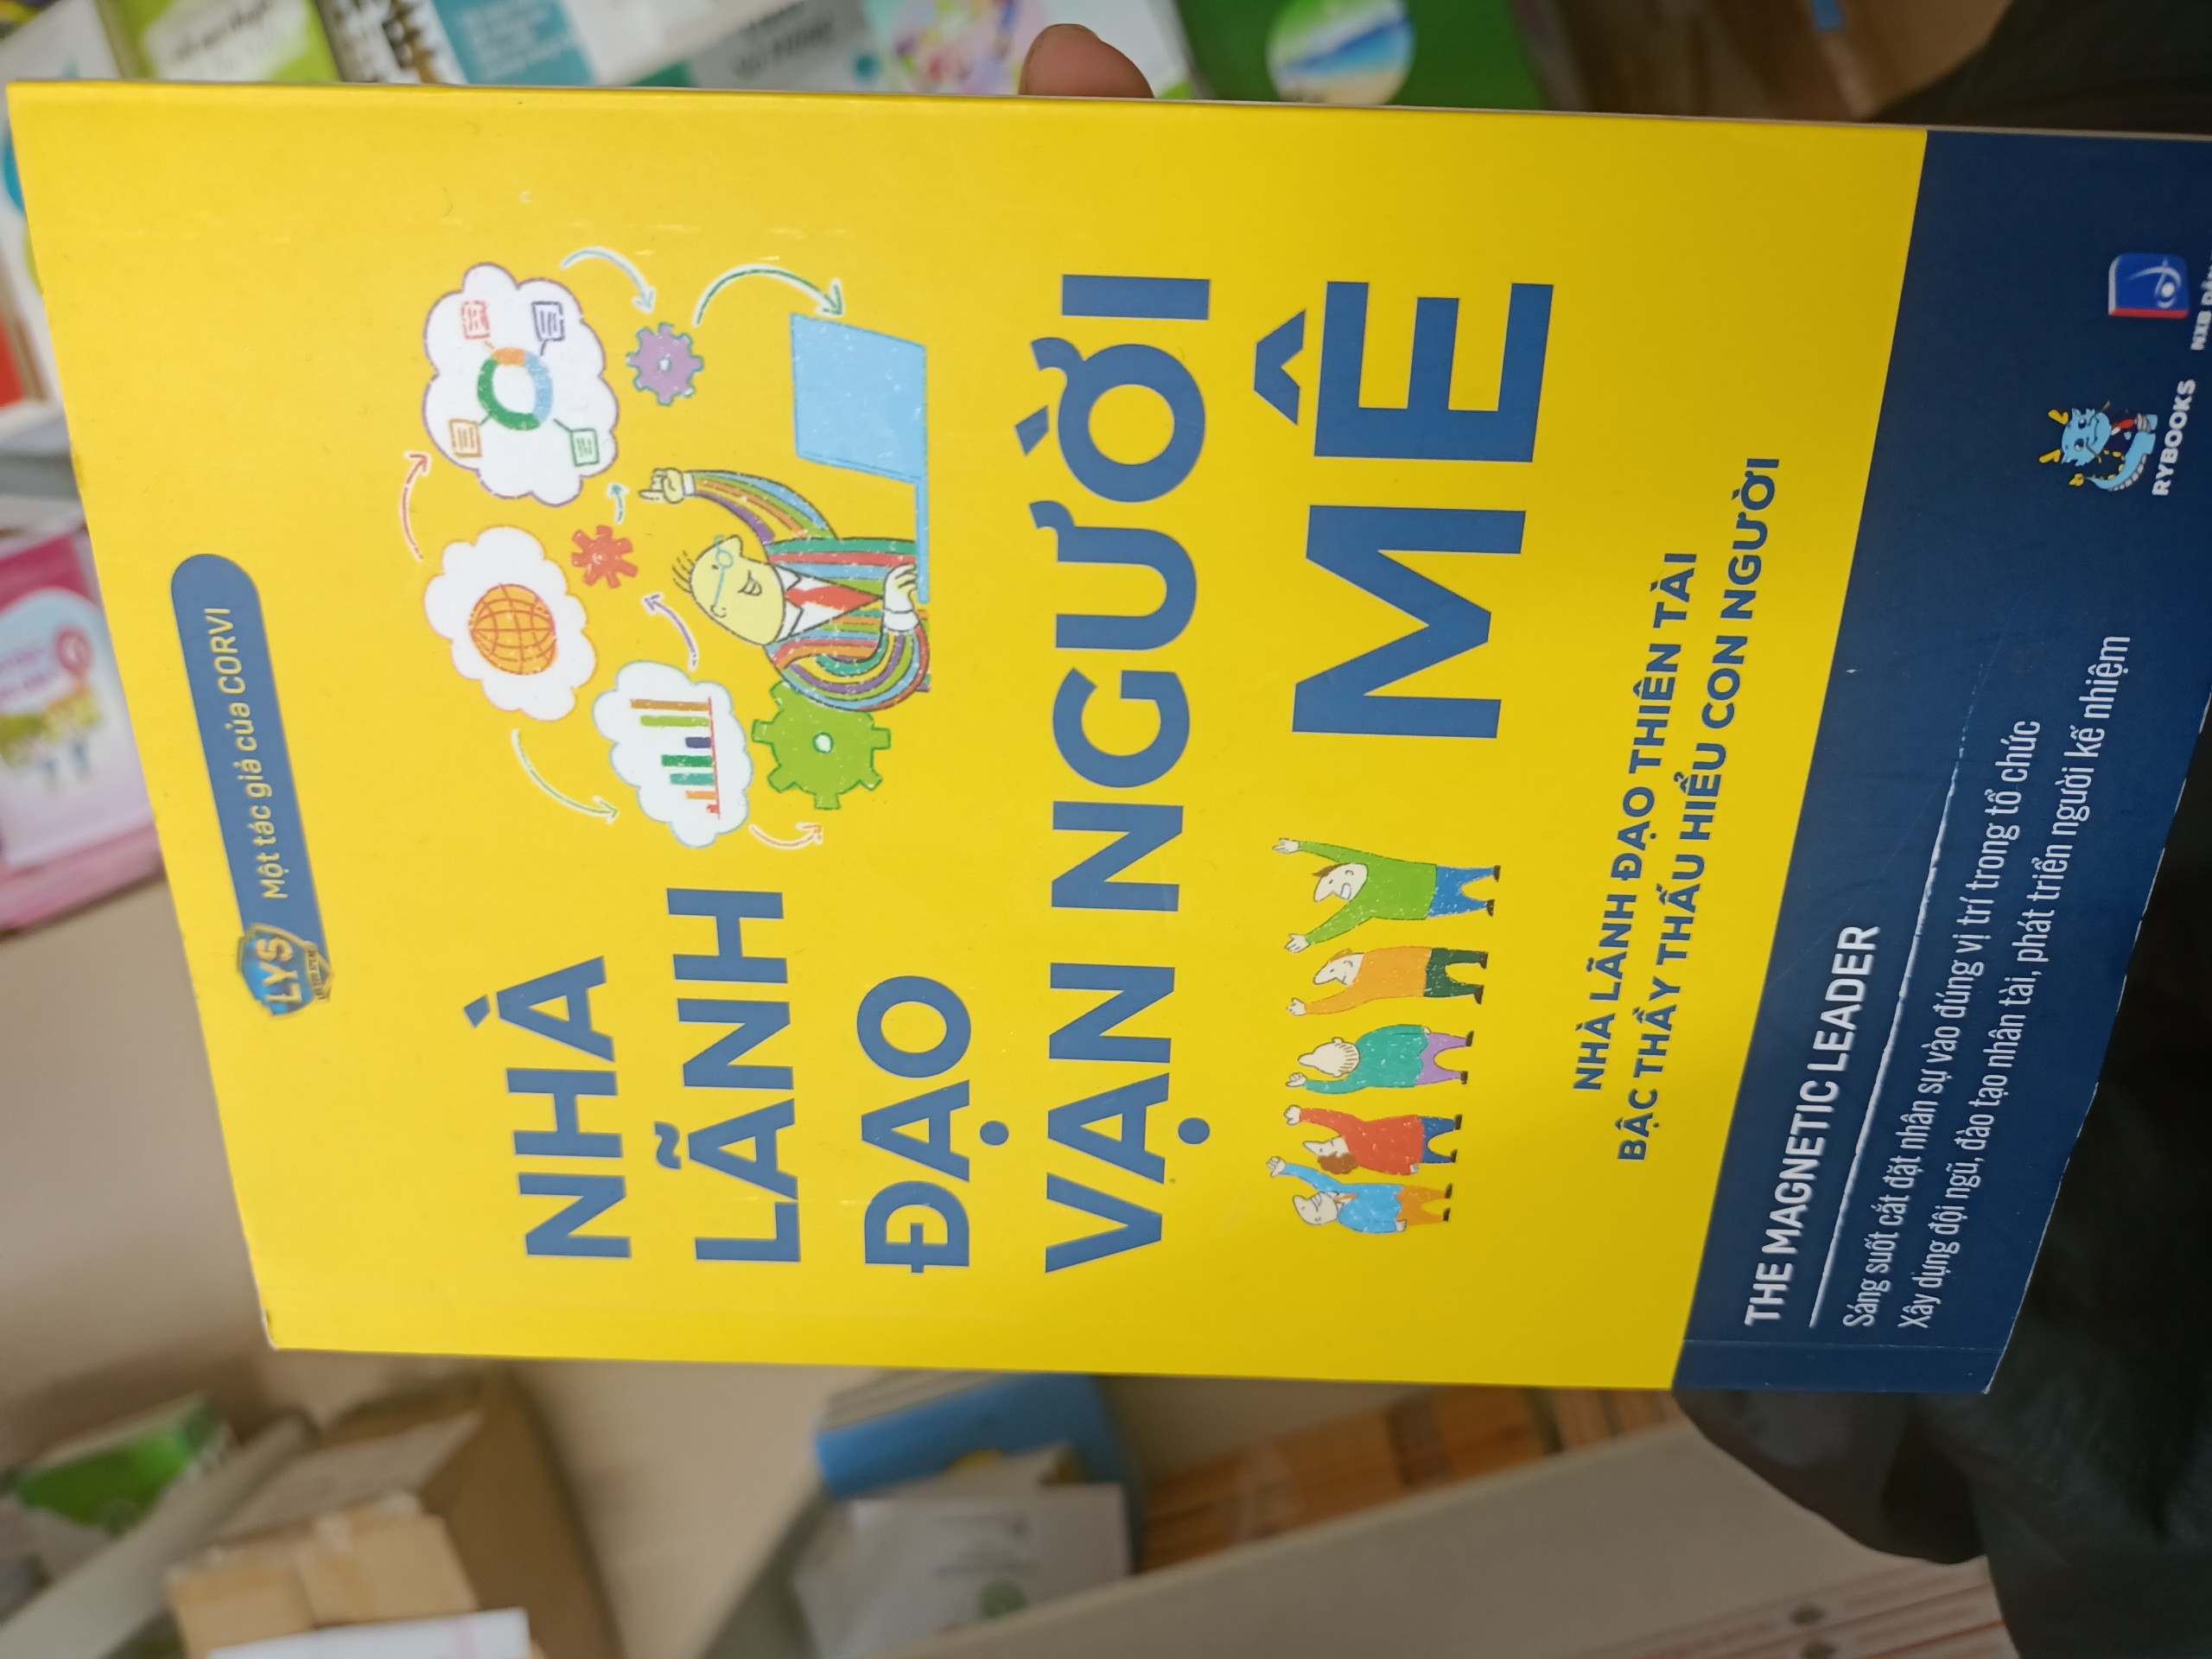 LYS
Một tác giả của CORVI
NHÀ
LÃNH
ĐẠO
VẠN NGƯỜI
MÊ
NHÀ LÃNH ĐẠO THIÊN TÀI
BẬC THẦY THẤU HIỂU CON NGƯỜI
THE MAGNETIC LEADER
Sáng suốt cắt đặt nhân sự vào đúng vị trí trong tổ chức
Xây dựng đội ngũ, đào tạo nhân tài, phát triển người kế nhiệm
RYBOOKS
NXB